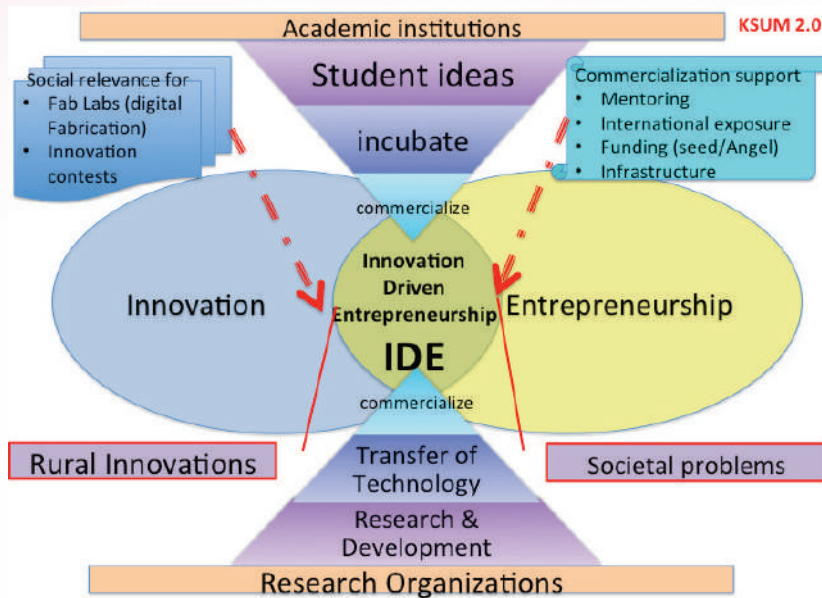 Academic institutions
KSUM 2.0
Social relevance for
• Fab Labs (digital
Fabrication)
• Innovation
contests
Student ideas
incubate
commercialize
Commercialization support
• Mentoring
• International exposure
• Funding (seed/Angel)
• Infrastructure
Innovation
Innovation
Driven
Entrepreneurship
IDE
Entrepreneurship
commercialize
Rural Innovations
Transfer of
Technology
Societal problems
Research &
Development
Research Organizations